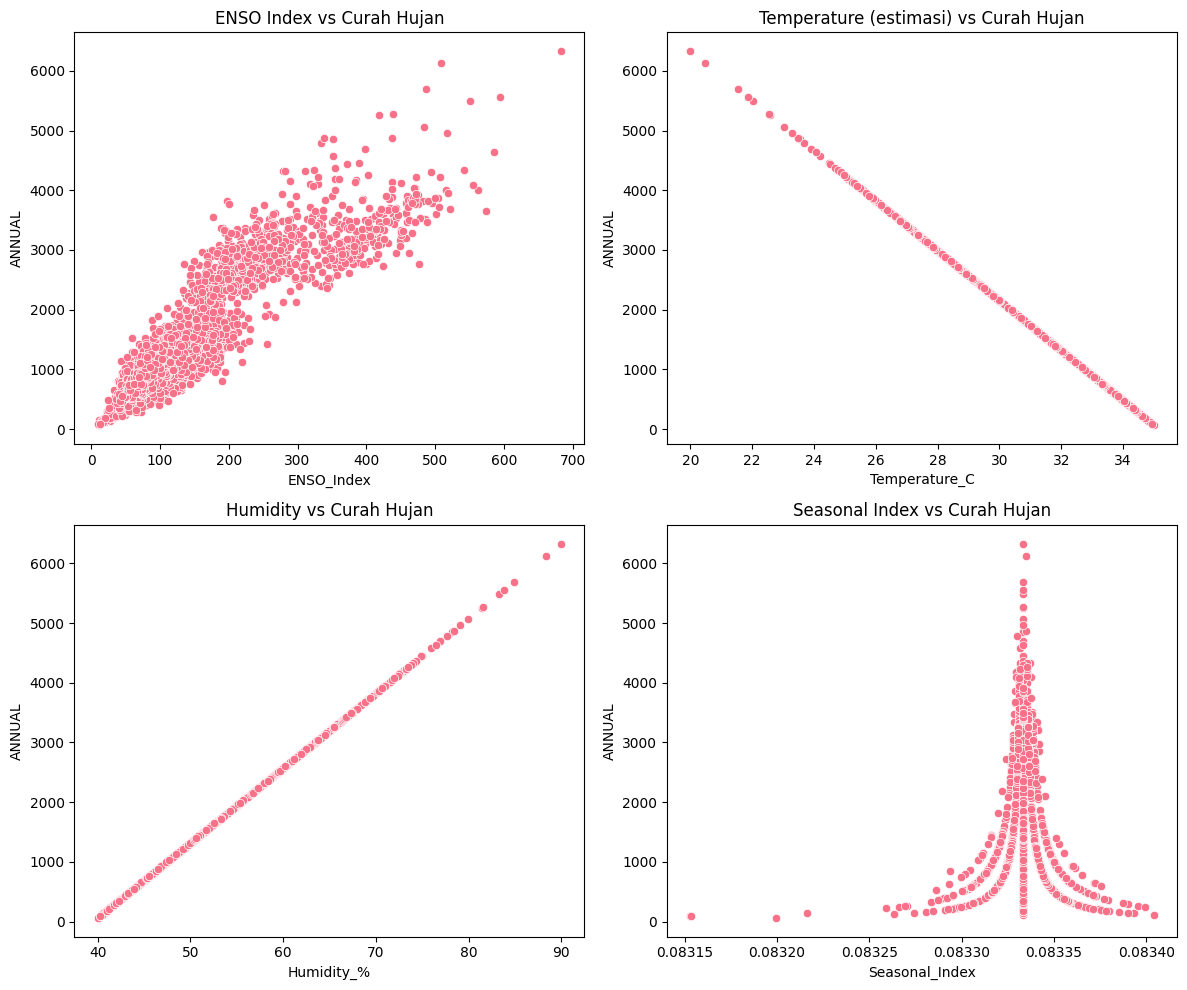 ENSO Index vs Curah Hujan
ANNUAL
6000
5000
4000
3000
2000
1000
0
0 100 200 300 400 500 600 700
ENSO_Index
Temperature (estimasi) vs Curah Hujan
ANNUAL
6000
5000
4000
3000
2000
1000
0
20 22 24 26 28 30 32 34
Temperature_C
Humidity vs Curah Hujan
ANNUAL
6000
5000
4000
3000
2000
1000
0
40 50 60 70 80 90
Humidity_%
Seasonal Index vs Curah Hujan
ANNUAL
6000
5000
4000
3000
2000
1000
0
0.08315 0.08320 0.08325 0.08330 0.08335 0.08340
Seasonal_Index